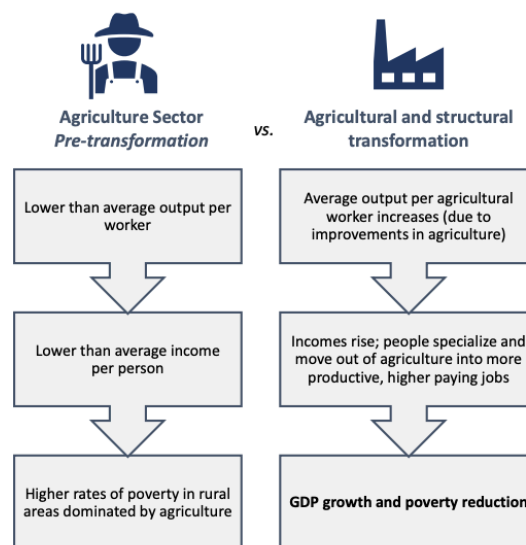 Agriculture Sector
Pre-transformation
vs.
Agricultural and structural
transformation
Lower than average output per
worker
Average output per agricultural
worker increases (due to
improvements in agriculture)
Lower than average income
per person
Incomes rise; people specialize and
move out of agriculture into more
productive, higher paying jobs
Higher rates of poverty in rural
areas dominated by agriculture
GDP growth and poverty reduction